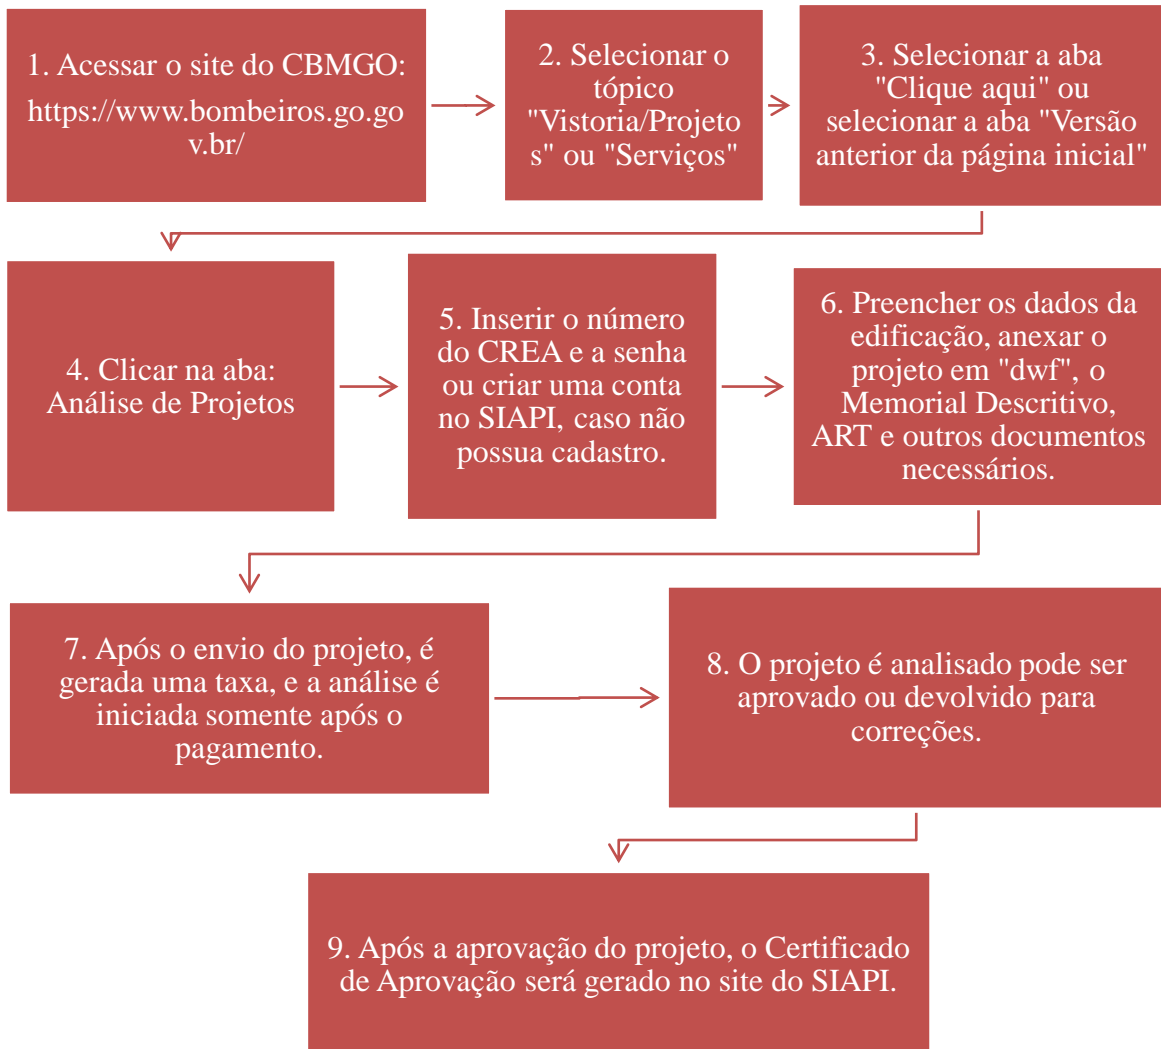 1. Acessar o site do CBMGO:
https://www.bombeiros.go.go
v.br/
2. Selecionar o
tópico
"Vistoria/Projeto
s" ou "Serviços"
3. Selecionar a aba
"Clique aqui" ou
selecionar a aba "Versão
anterior da página inicial"
4. Clicar na aba:
Análise de Projetos
5. Inserir o número
do CREA e a senha
ou criar uma conta
no SIAPI, caso não
possua cadastro.
6. Preencher os dados da
edificação, anexar o
projeto em "dwf", o
Memorial Descritivo,
ART e outros documentos
necessários.
7. Após o envio do projeto, é
gerada uma taxa, e a análise é
iniciada somente após o
pagamento.
8. O projeto é analisado pode ser
aprovado ou devolvido para
correções.
9. Após a aprovação do projeto, o Certificado
de Aprovação será gerado no site do SIAPI.